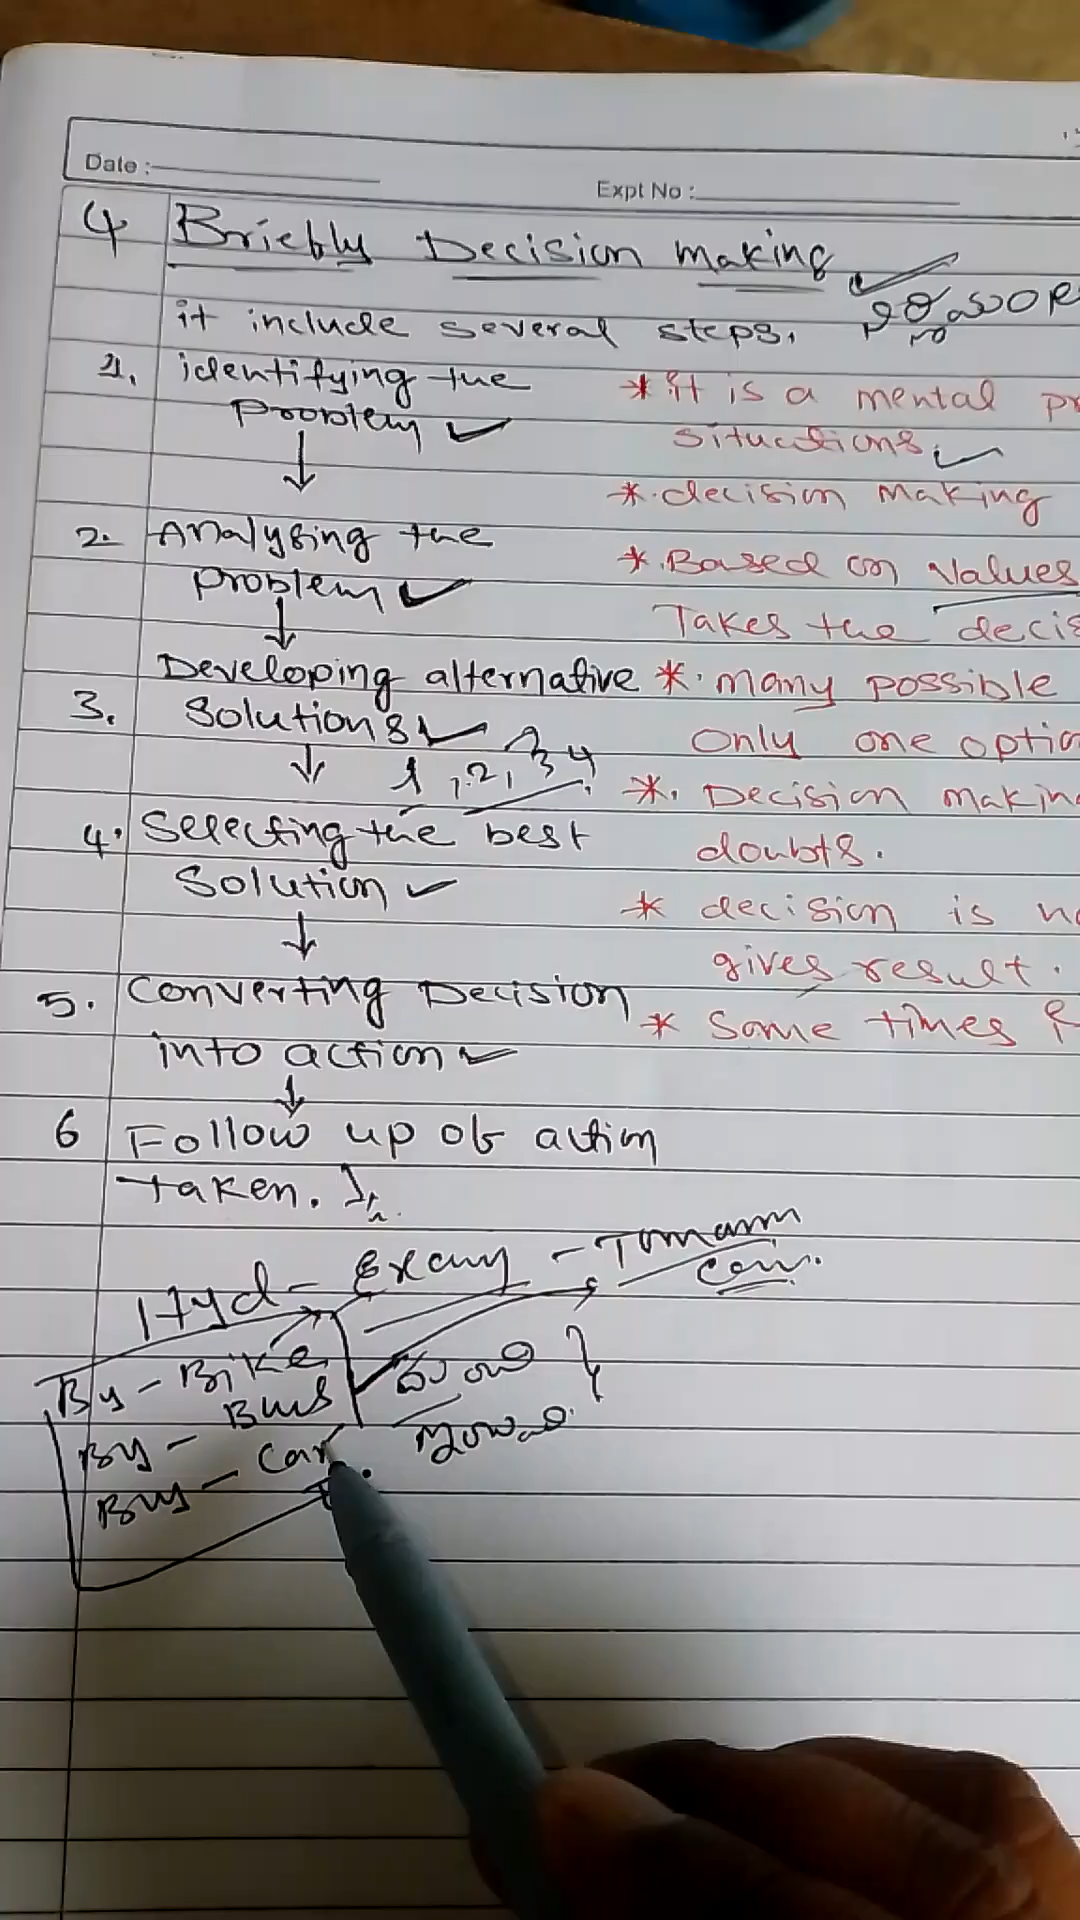 Date :
Expt No :
4 Briefly Decision making
it include several steps.
1. identifying the
problem
* it is a mental
situations
* decision making
2. Analysing the
problem
* Based on values
Takes the
Developing alternative
3. Solutions
* many possible
only one
1, 2, 3 4
* Decision
doubts.
4. Selecting the best
Solution
* decision is
gives result.
5. Converting Decision
into action
* Some times
6 Follow up of action
taken.
Hyd - Exam -
By - Bike
By - Bus
By - Car